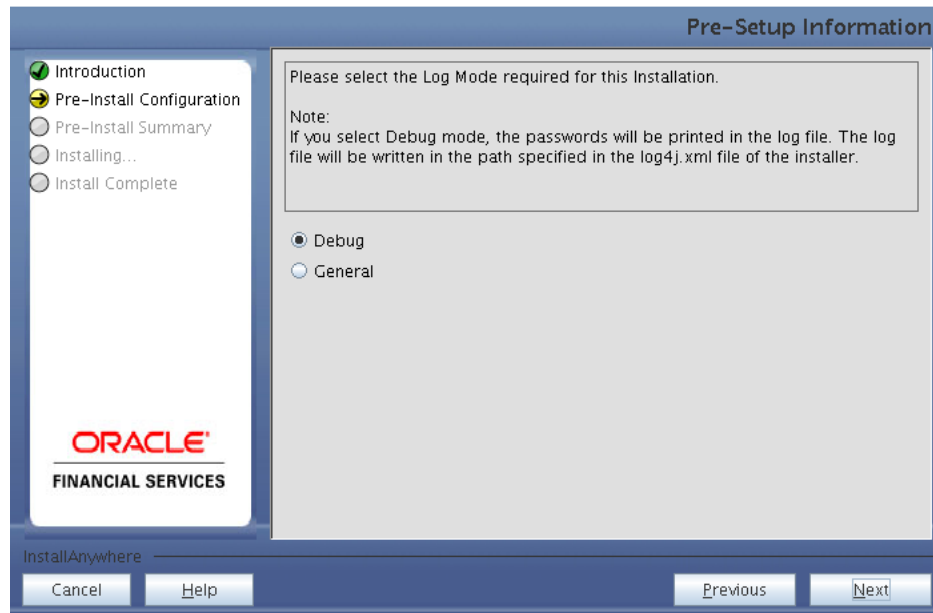 Pre-Setup Information
Introduction
Pre-Install Configuration
Pre-Install Summary
Installing...
Install Complete
ORACLE
FINANCIAL SERVICES
Please select the Log Mode required for this Installation.
Note:
If you select Debug mode, the passwords will be printed in the log file. The log
file will be written in the path specified in the log4j.xml file of the installer.
Debug
General
InstallAnywhere
Cancel
Help
Previous
Next